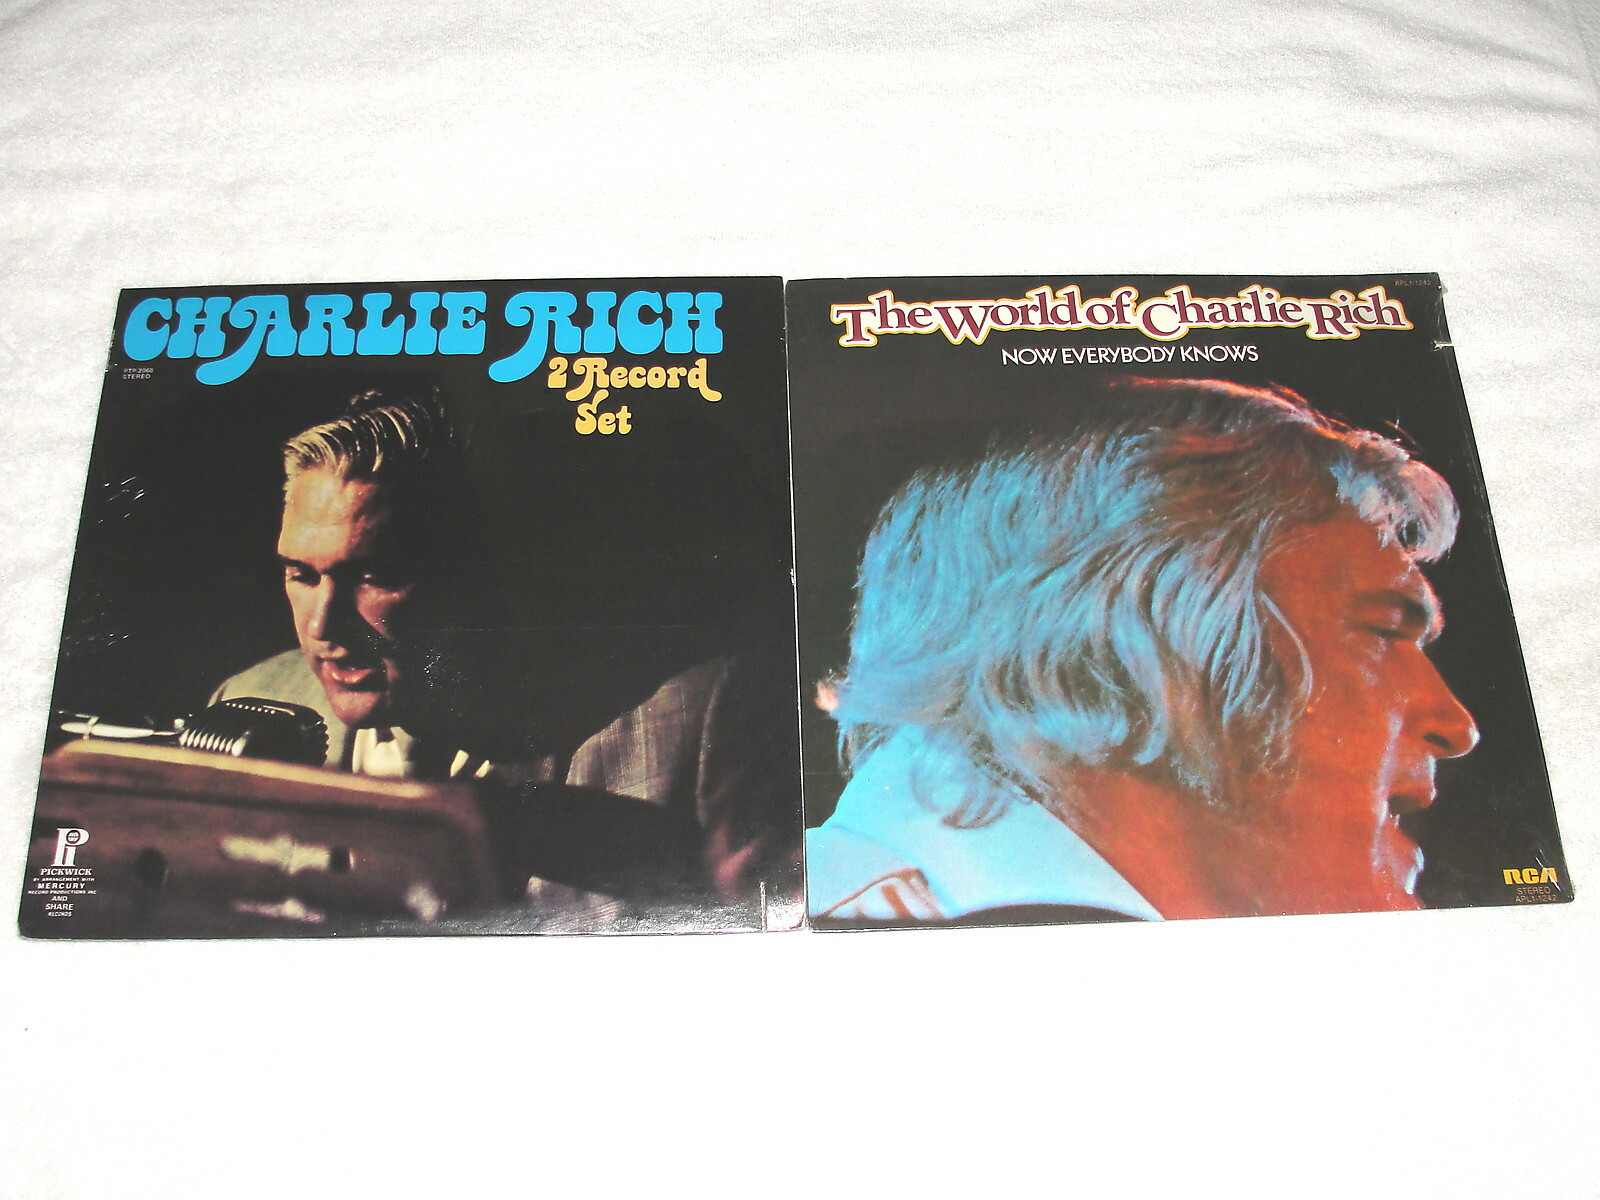 CHARLIE RICH
PTP-2068
STEREO
2 Record
Set
Pi
PICKWICK
BY ARRANGEMENT WITH
MERCURY
RECORD PRODUCTIONS INC
AND
SHARE
RECORDS
APL1-1242
The World of Charlie Rich
NOW EVERYBODY KNOWS
RCA
STEREO
APL1-1242